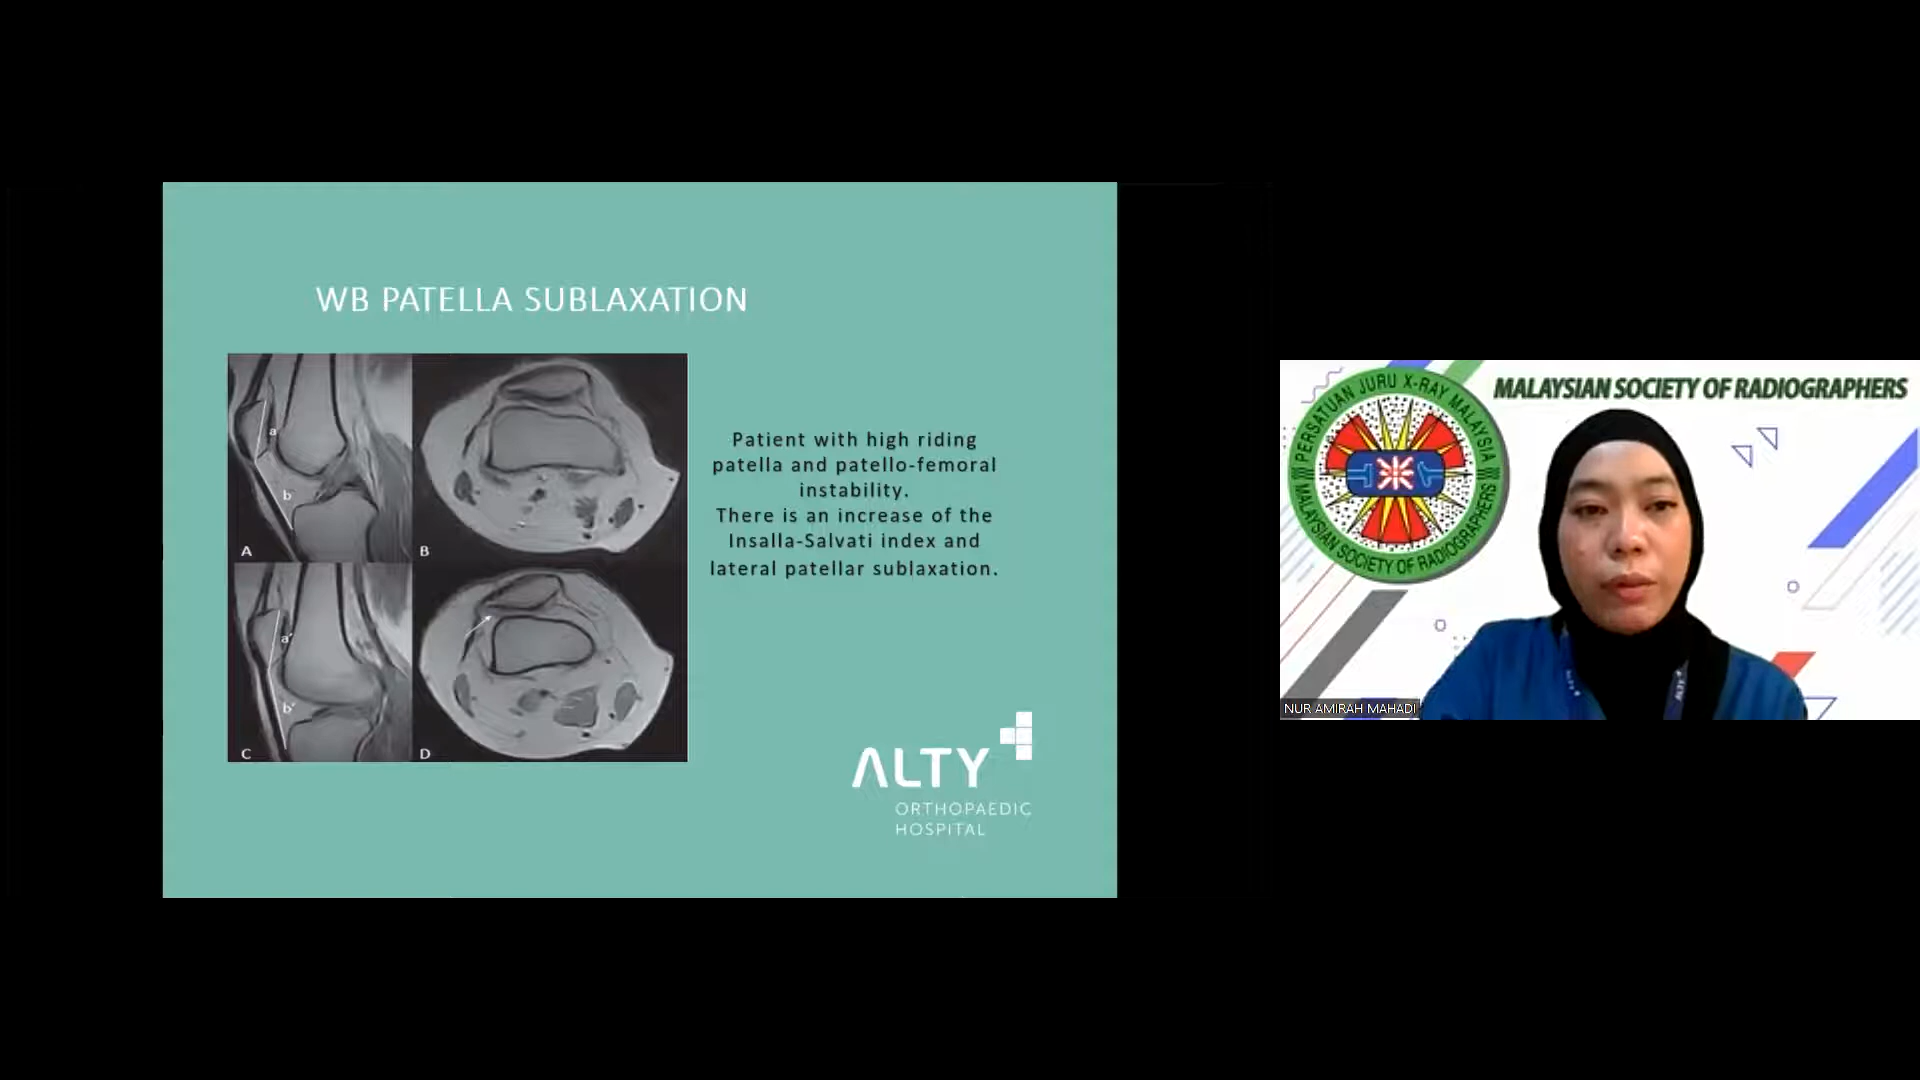 WB PATELLA SUBLAXATION
a
b
A
B
a'
b'
C
D
Patient with high riding
patella and patello-femoral
instability.
There is an increase of the
Insalla-Salvati index and
lateral patellar sublaxation.
ALTY
ORTHOPAEDIC
HOSPITAL
MALAYSIAN SOCIETY OF RADIOGRAPHERS
PERSATUAN JURU X-RAY MALAYSIA
MALAYSIAN SOCIETY OF RADIOGRAPHERS
NUR AMIRAH MAHADI